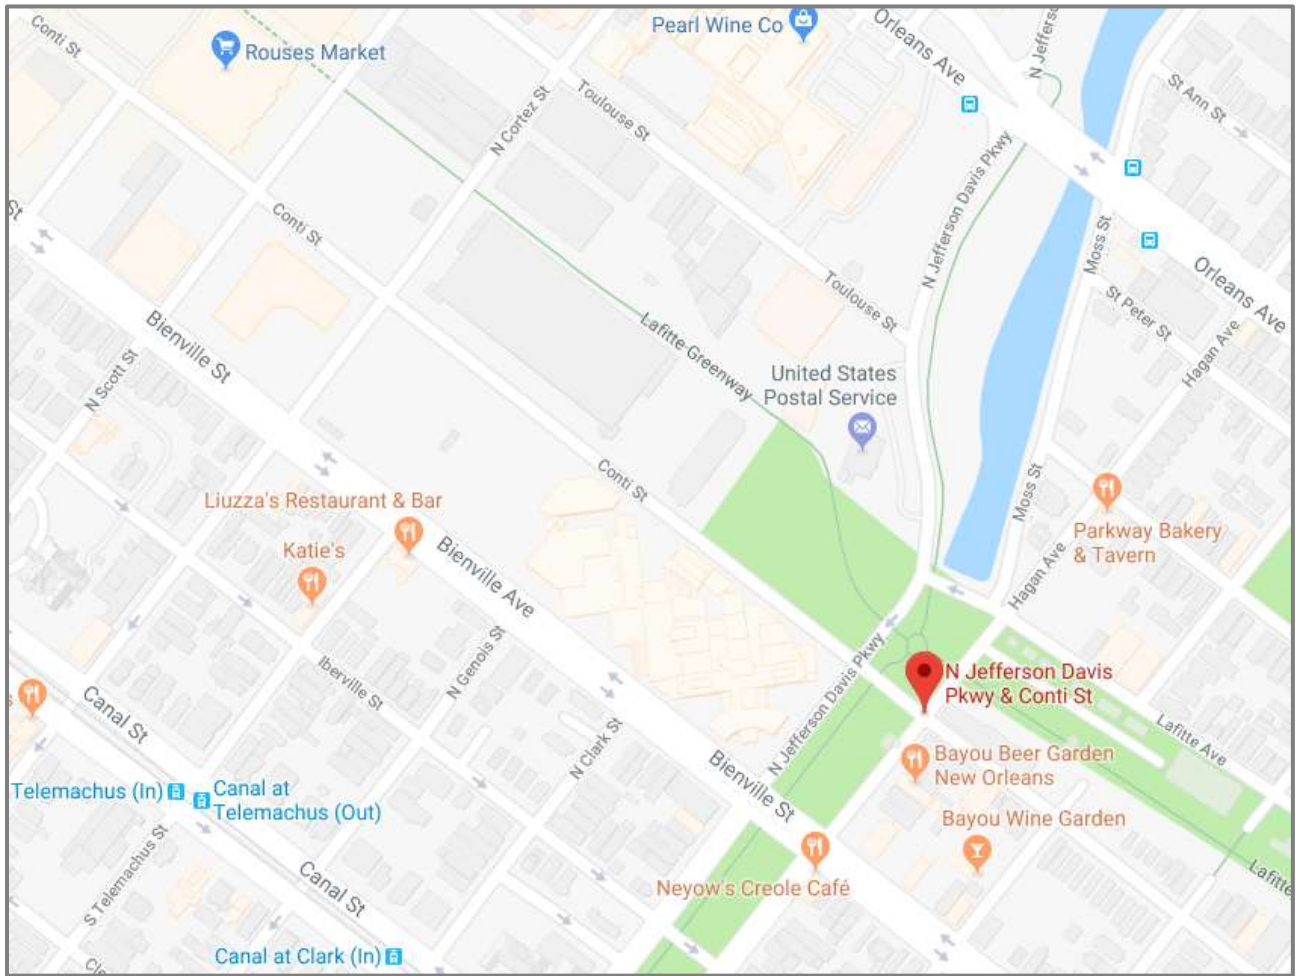 Conti St
Rouses Market
Pearl Wine Co
Orleans Ave
N Jefferso
N Cortez St
Toulouse St
St Ann St
N Jefferson Davis Pkwy
St
Conti St
Moss St
Orleans Ave
Toulouse St
St Peter St
Hagan Ave
Bienville St
Lafitte Greenway
N Scott St
United States
Postal Service
Conti St
Moss St
Liuzza's Restaurant & Bar
Parkway Bakery
& Tavern
Katie's
Bienville Ave
Hagan Ave
N Genois St
Iberville St
N Jefferson Davis Pkwy
N Jefferson Davis
Pkwy & Conti St
s
Canal St
N Clark St
Lafitte Ave
Bienville St
Bayou Beer Garden
New Orleans
Telemachus (In)
Canal at
Telemachus (Out)
Bayou Wine Garden
S Telemachus St
Canal St
Neyow's Creole Café
Lafitte
Canal at Clark (In)
Cle